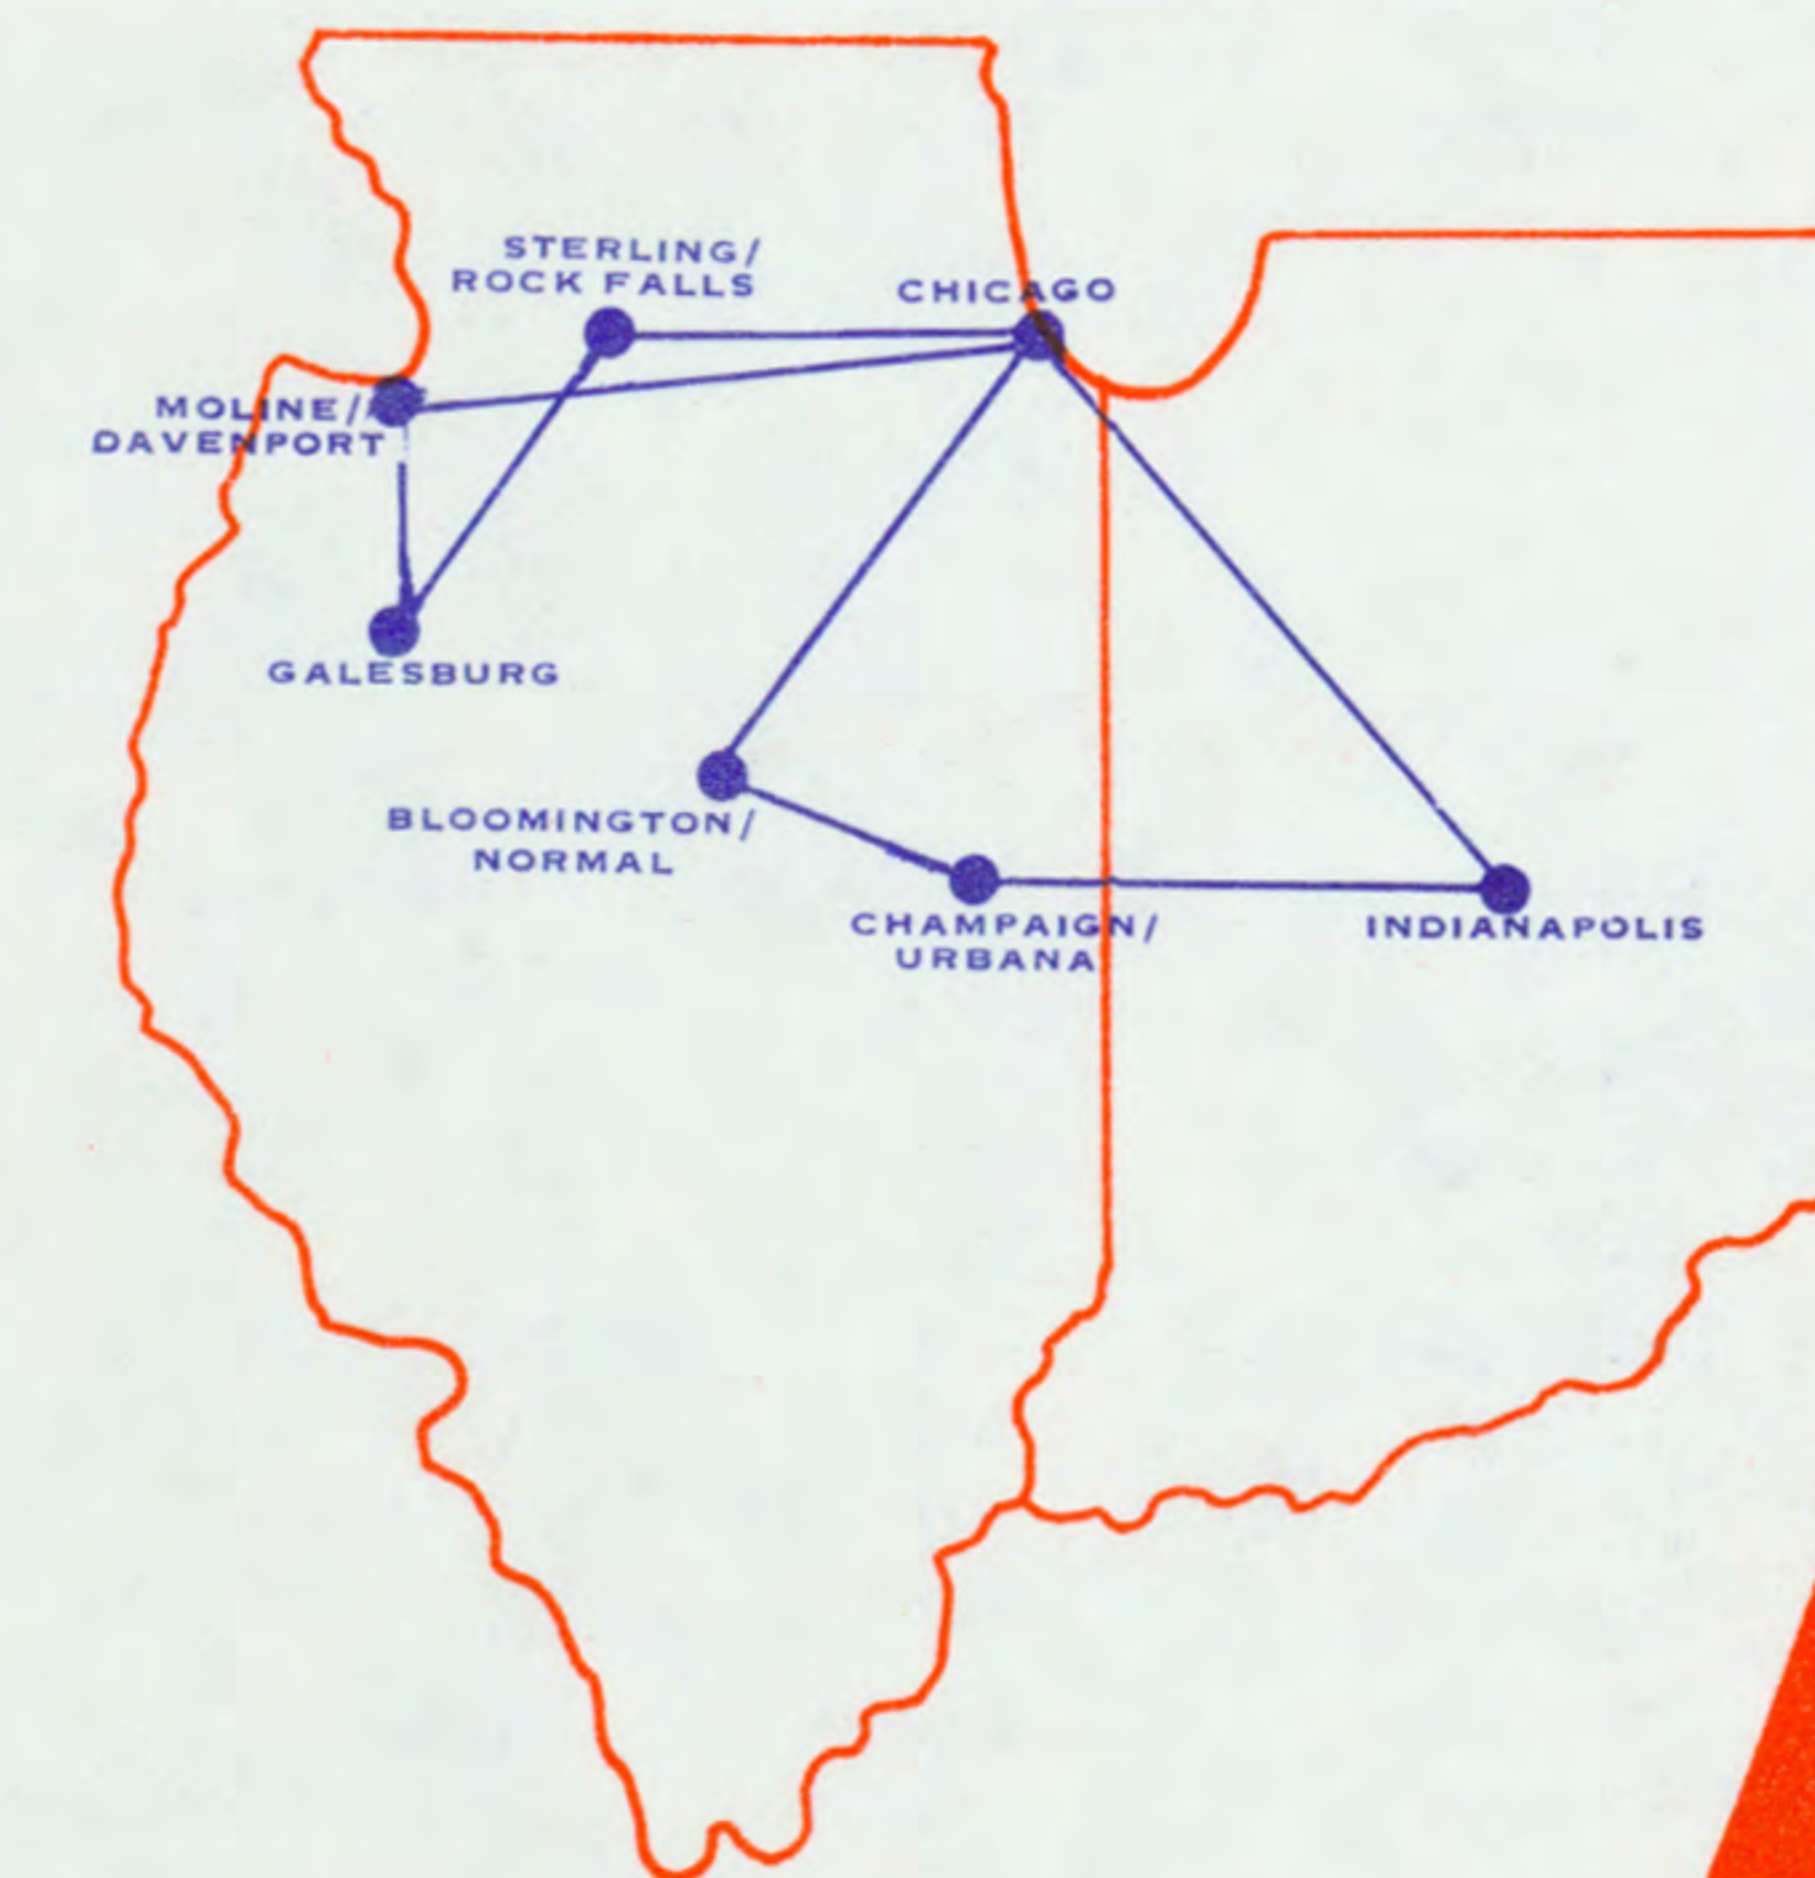 STERLING/
ROCK FALLS
CHICAGO
MOLINE/
DAVENPORT
GALESBURG
BLOOMINGTON/
NORMAL
CHAMPAIGN/
URBANA
INDIANAPOLIS